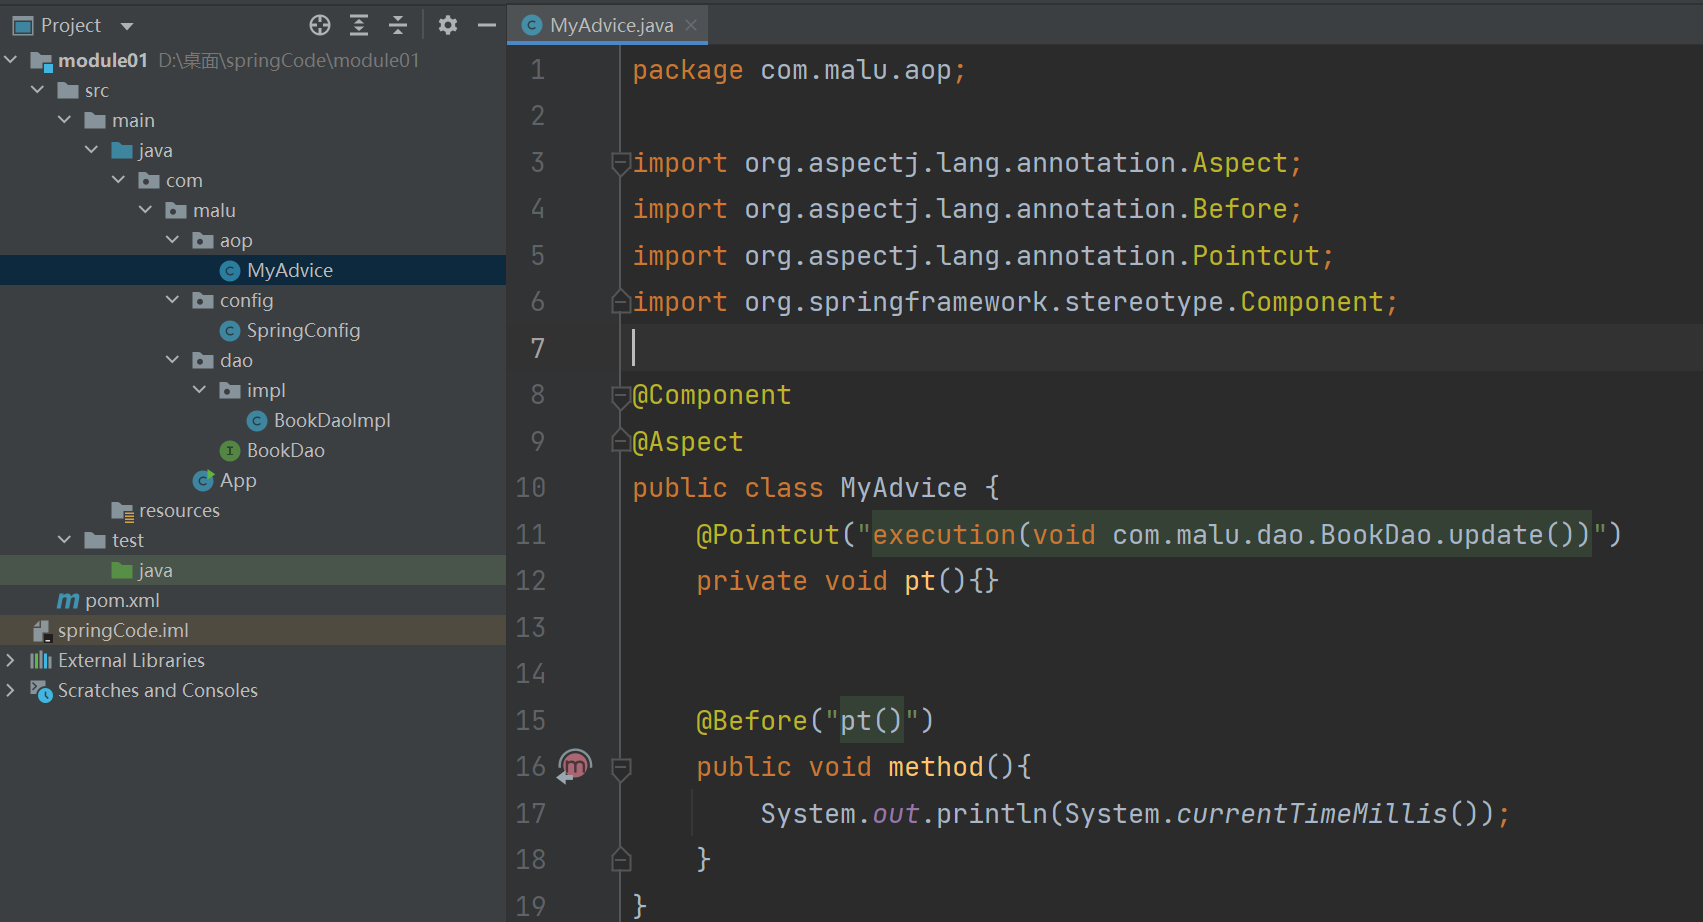 Project
module01 D:\桌面\springCode\module01
src
main
java
com
malu
aop
MyAdvice
config
SpringConfig
dao
impl
BookDaoImpl
BookDao
App
resources
test
java
pom.xml
springCode.iml
External Libraries
Scratches and Consoles
MyAdvice.java
1 package com.malu.aop;
2
3 import org.aspectj.lang.annotation.Aspect;
4 import org.aspectj.lang.annotation.Before;
5 import org.aspectj.lang.annotation.Pointcut;
6 import org.springframework.stereotype.Component;
7
8 @Component
9 @Aspect
10 public class MyAdvice {
11 @Pointcut("execution(void com.malu.dao.BookDao.update())")
12 private void pt(){}
13
14
15 @Before("pt()")
16 public void method(){
17 System.out.println(System.currentTimeMillis());
18 }
19 }